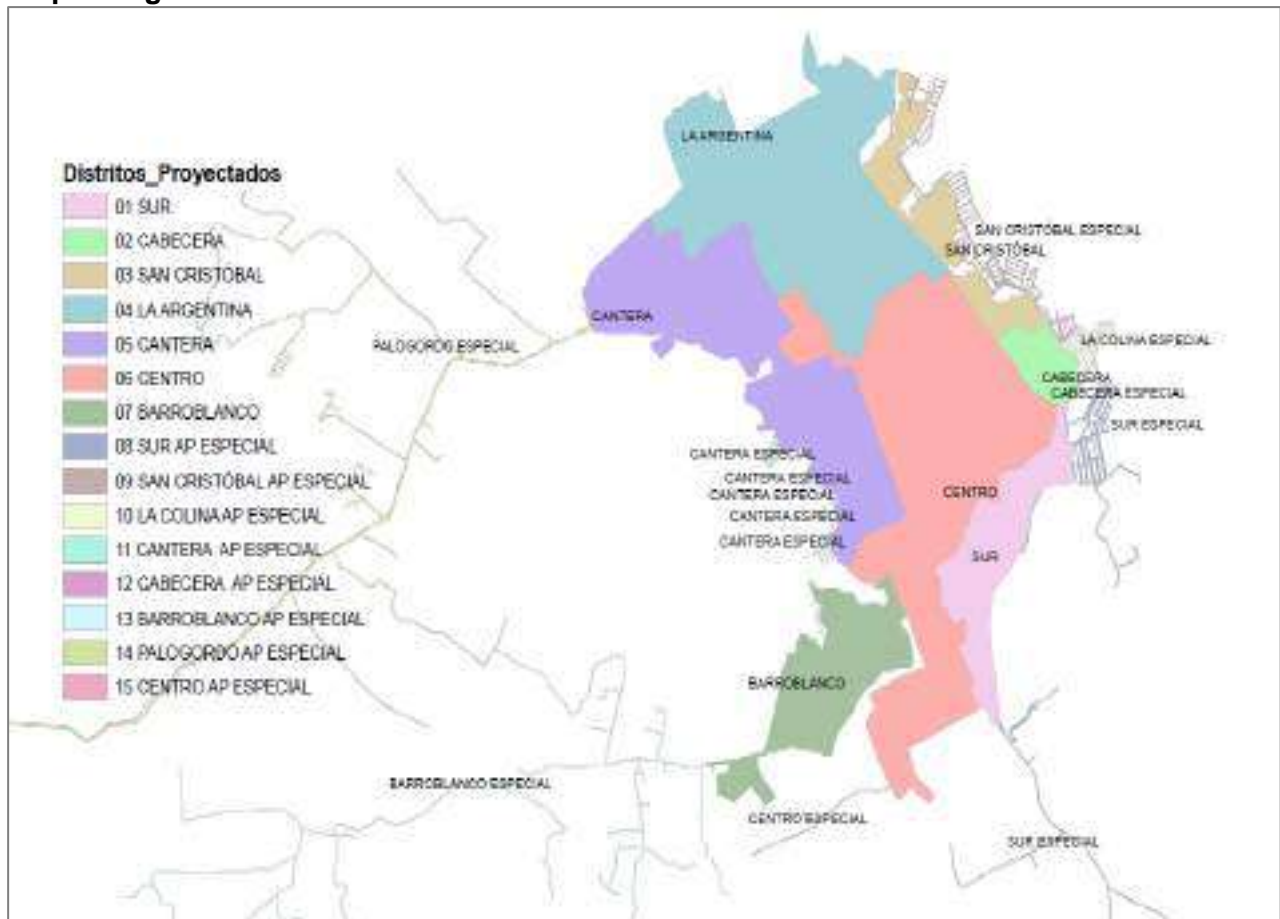 Distritos_Proyectados
01 SUR
02 CABECERA
03 SAN CRISTÓBAL
04 LA ARGENTINA
05 CANTERA
06 CENTRO
07 BARROBLANCO
08 SUR AP ESPECIAL
09 SAN CRISTÓBAL AP ESPECIAL
10 LA COLINA AP ESPECIAL
11 CANTERA AP ESPECIAL
12 CABECERA AP ESPECIAL
13 BARROBLANCO AP ESPECIAL
14 PALOGORDO AP ESPECIAL
15 CENTRO AP ESPECIAL
LA ARGENTINA
SAN CRISTÓBAL ESPECIAL
SAN CRISTÓBAL
CANTERA
PALOGORDO ESPECIAL
LA COLINA ESPECIAL
CABECERA
CABECERA ESPECIAL
SUR ESPECIAL
CANTERA ESPECIAL
CANTERA ESPECIAL
CANTERA ESPECIAL
CANTERA ESPECIAL
CANTERA ESPECIAL
CENTRO
SUR
BARROBLANCO
BARROBLANCO ESPECIAL
CENTRO ESPECIAL
SUR ESPECIAL